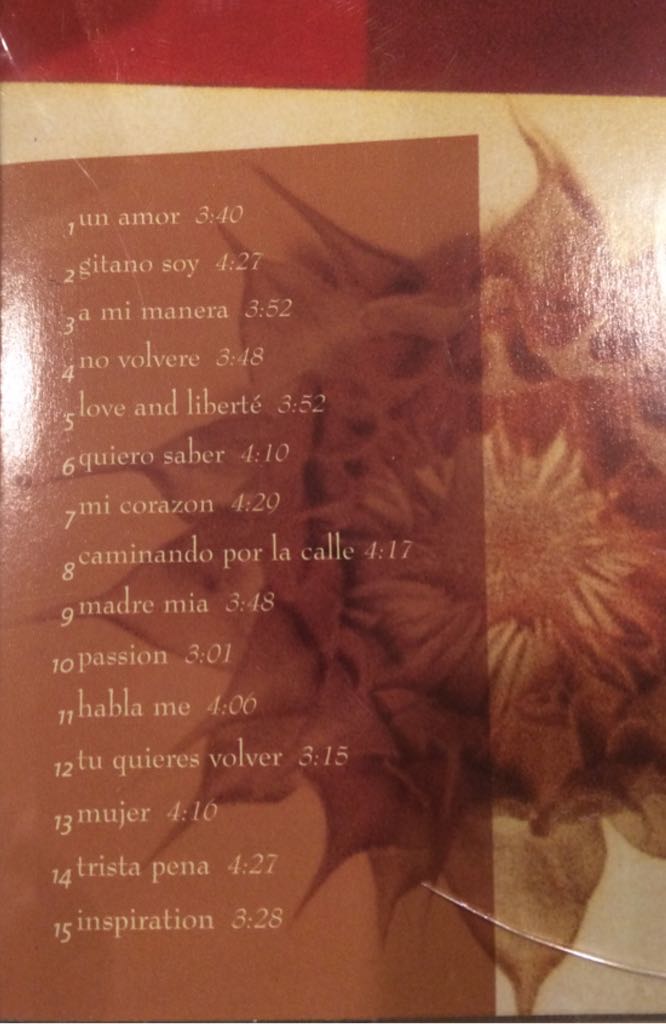 1 un amor 3:40
2 gitano soy 4:27
3 a mi manera 3:52
4 no volvere 3:48
5 love and liberté 3:52
6 quiero saber 4:10
7 mi corazon 4:29
8 caminando por la calle 4:17
9 madre mia 3:48
10 passion 3:01
11 habla me 4:06
12 tu quieres volver 3:15
13 mujer 4:16
14 trista pena 4:27
15 inspiration 3:28